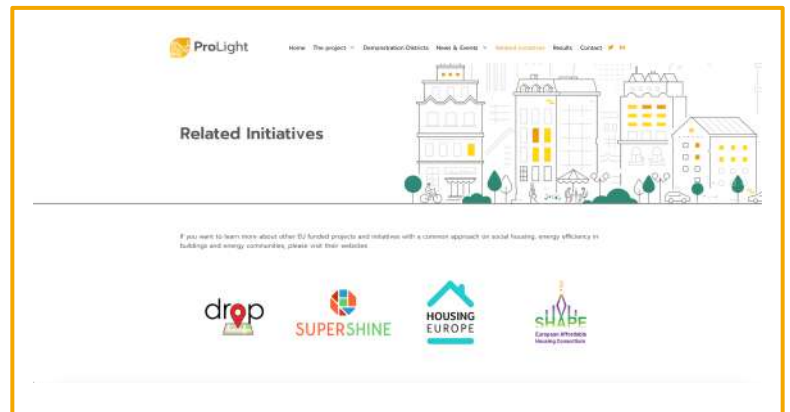 ProLight
Home The project Demonstration Districts News & Events Related Initiatives Results Contact
Related Initiatives
If you want to learn more about other EU funded projects and initiatives with a common approach on social housing, energy efficiency in
buildings and energy communities, please visit their websites
drop
SUPERSHINE
HOUSING
EUROPE
SHAPE
European Affordable
Housing Consortium